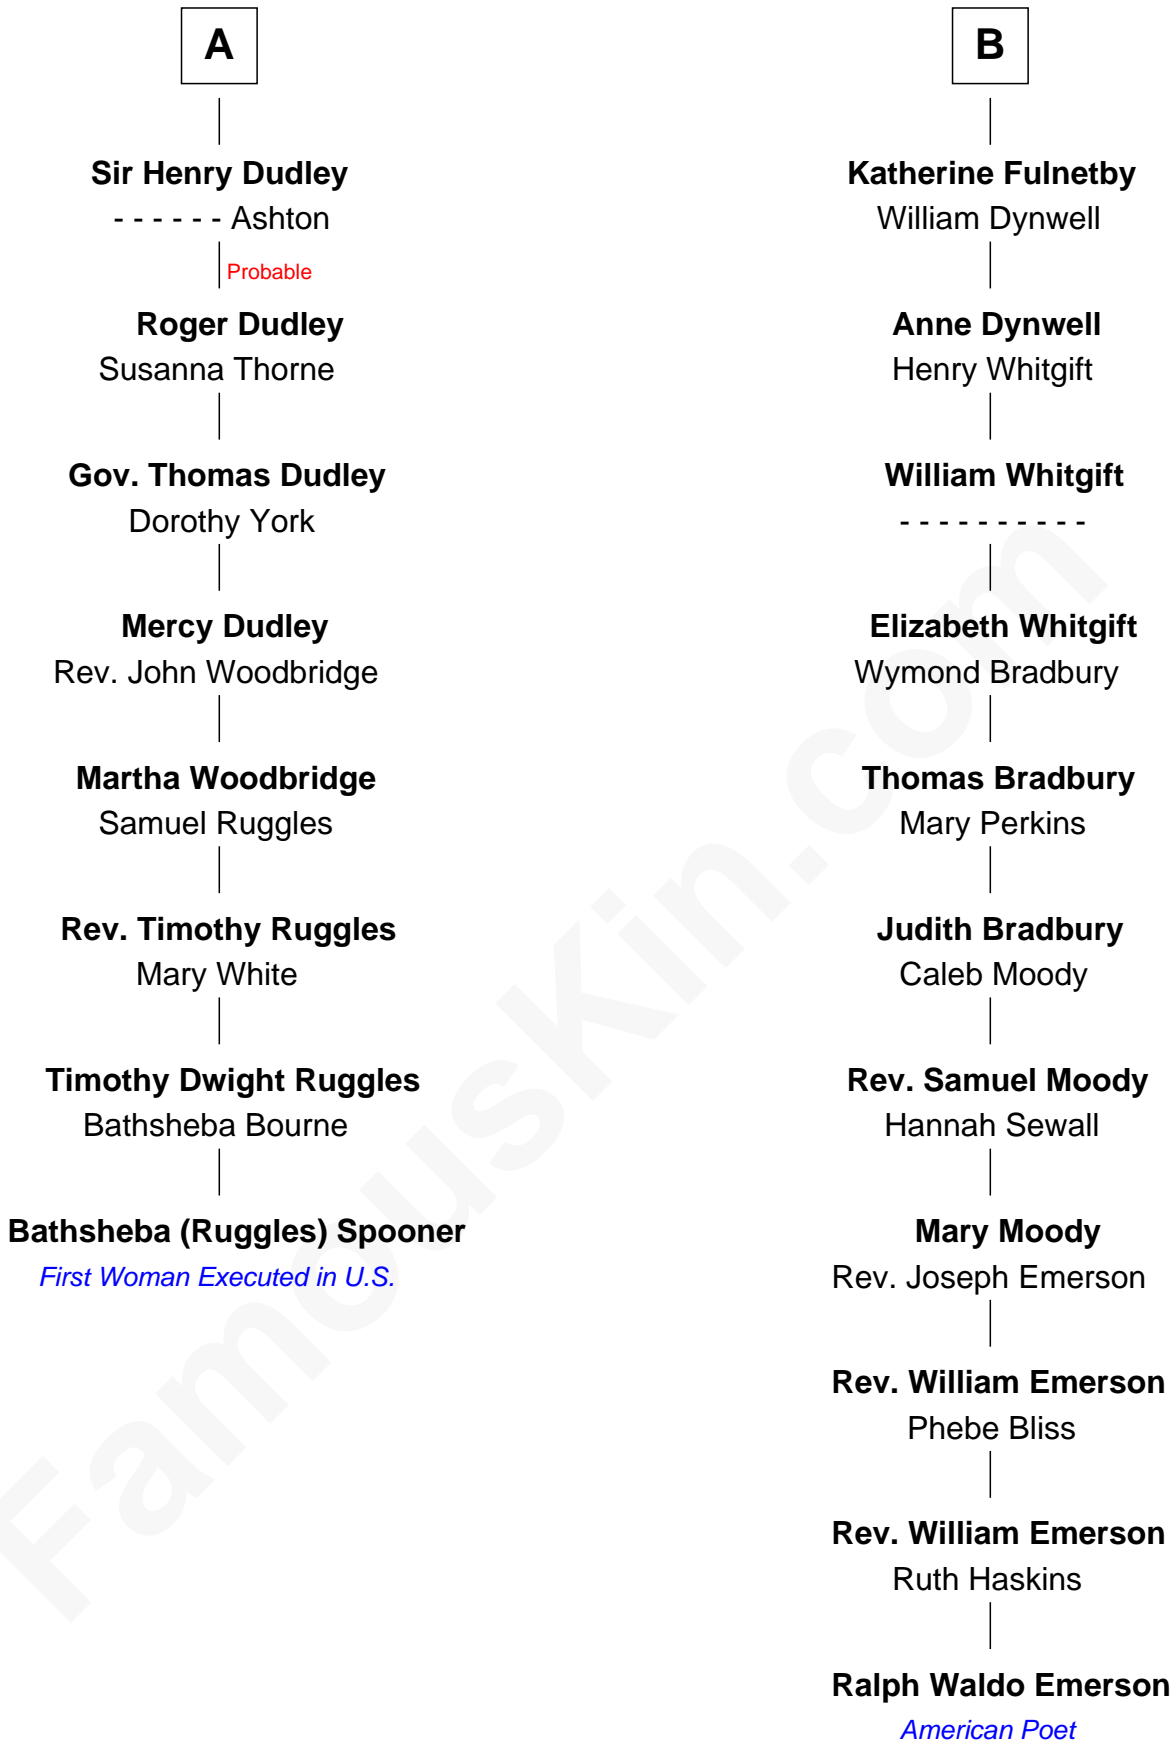 A
Sir Henry Dudley
- - - - - - Ashton
Probable
Roger Dudley
Susanna Thorne
Gov. Thomas Dudley
Dorothy York
Mercy Dudley
Rev. John Woodbridge
Martha Woodbridge
Samuel Ruggles
Rev. Timothy Ruggles
Mary White
Timothy Dwight Ruggles
Bathsheba Bourne
Bathsheba (Ruggles) Spooner
First Woman Executed in U.S.
B
Katherine Fulnetby
William Dynwell
Anne Dynwell
Henry Whitgift
William Whitgift
- - - - - - - - - -
Elizabeth Whitgift
Wymond Bradbury
Thomas Bradbury
Mary Perkins
Judith Bradbury
Caleb Moody
Rev. Samuel Moody
Hannah Sewall
Mary Moody
Rev. Joseph Emerson
Rev. William Emerson
Phebe Bliss
Rev. William Emerson
Ruth Haskins
Ralph Waldo Emerson
American Poet
FamousKin.com